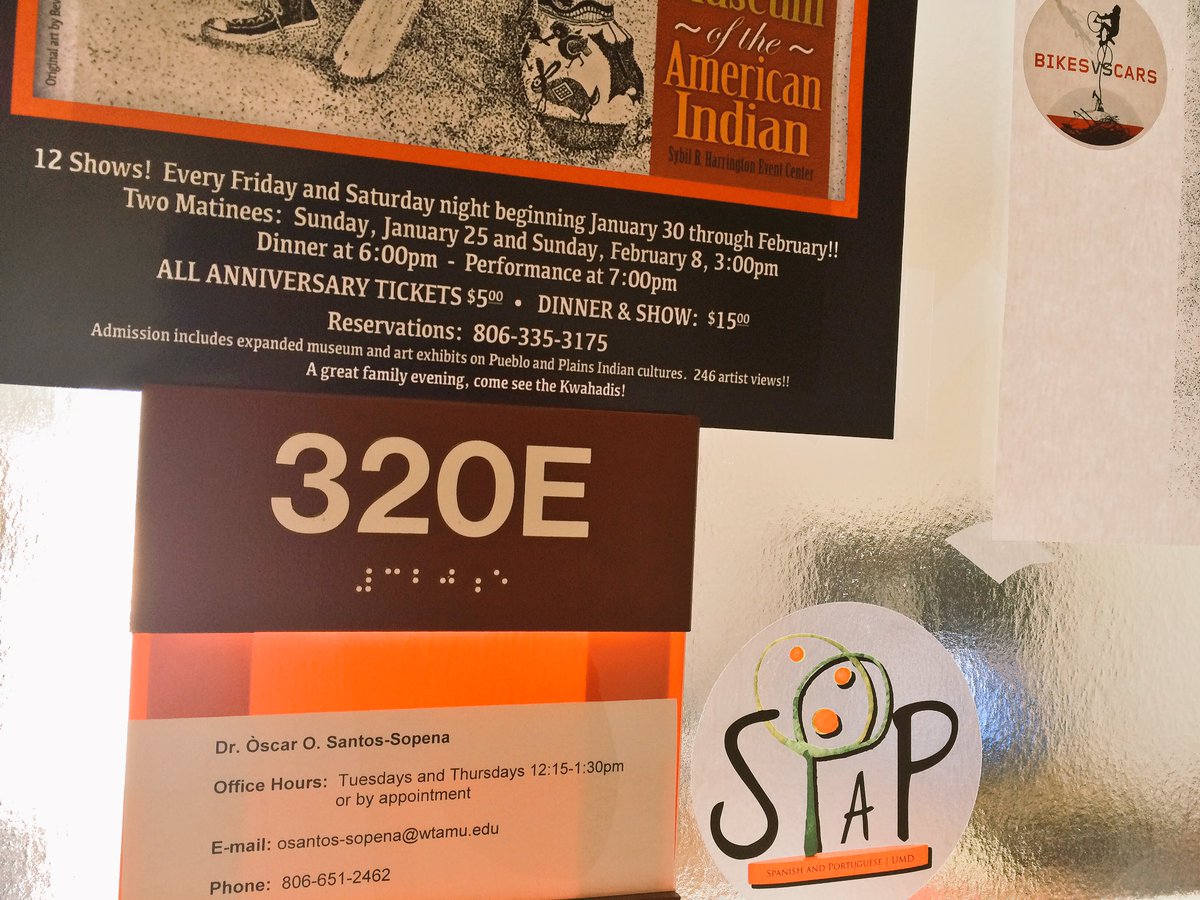 Original art by
Museum
~ of the ~
American
Indian
Sybil B. Harrington Event Center
BIKESVSCARS
12 Shows! Every Friday and Saturday night beginning January 30 through February!!
Two Matinees: Sunday, January 25 and Sunday, February 8, 3:00pm
Dinner at 6:00pm - Performance at 7:00pm
ALL ANNIVERSARY TICKETS $5.00 • DINNER & SHOW: $15.00
Reservations: 806-335-3175
Admission includes expanded museum and art exhibits on Pueblo and Plains Indian cultures. 246 artist views!!
A great family evening, come see the Kwahadis!
320E
Dr. Òscar O. Santos-Sopena
Office Hours: Tuesdays and Thursdays 12:15-1:30pm
or by appointment
E-mail: osantos-sopena@wtamu.edu
Phone: 806-651-2462
SPAP
SPANISH AND PORTUGUESE | UMD